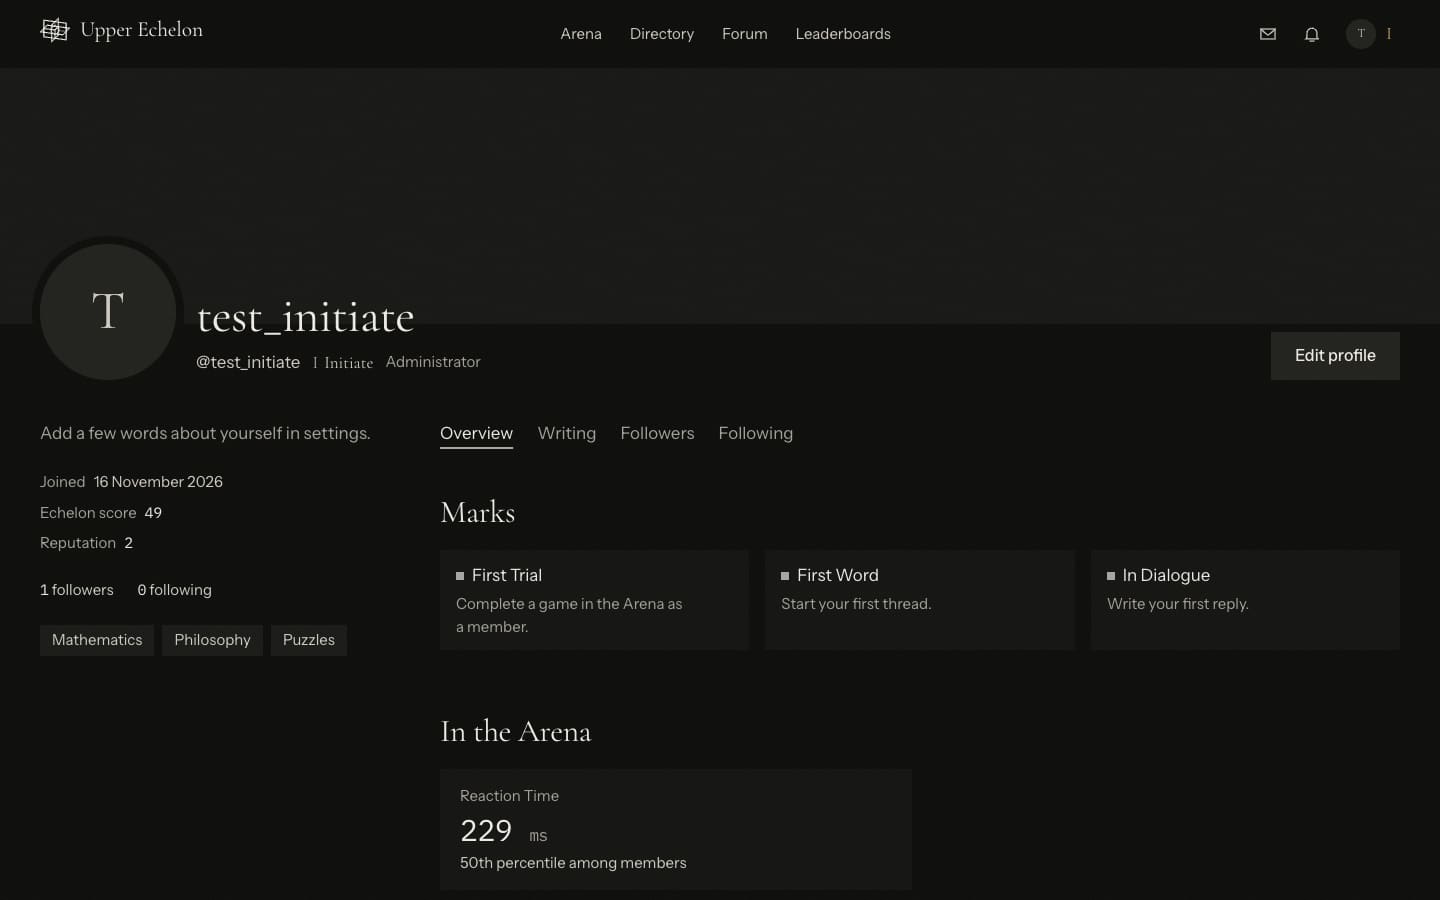 Upper Echelon
Arena Directory Forum Leaderboards
T I
T
test_initiate
@test_initiate I Initiate Administrator
Edit profile
Add a few words about yourself in settings.
Joined 16 November 2026
Echelon score 49
Reputation 2
1 followers 0 following
Mathematics Philosophy Puzzles
Overview Writing Followers Following
Marks
First Trial
Complete a game in the Arena as
a member.
First Word
Start your first thread.
In Dialogue
Write your first reply.
In the Arena
Reaction Time
229 ms
50th percentile among members